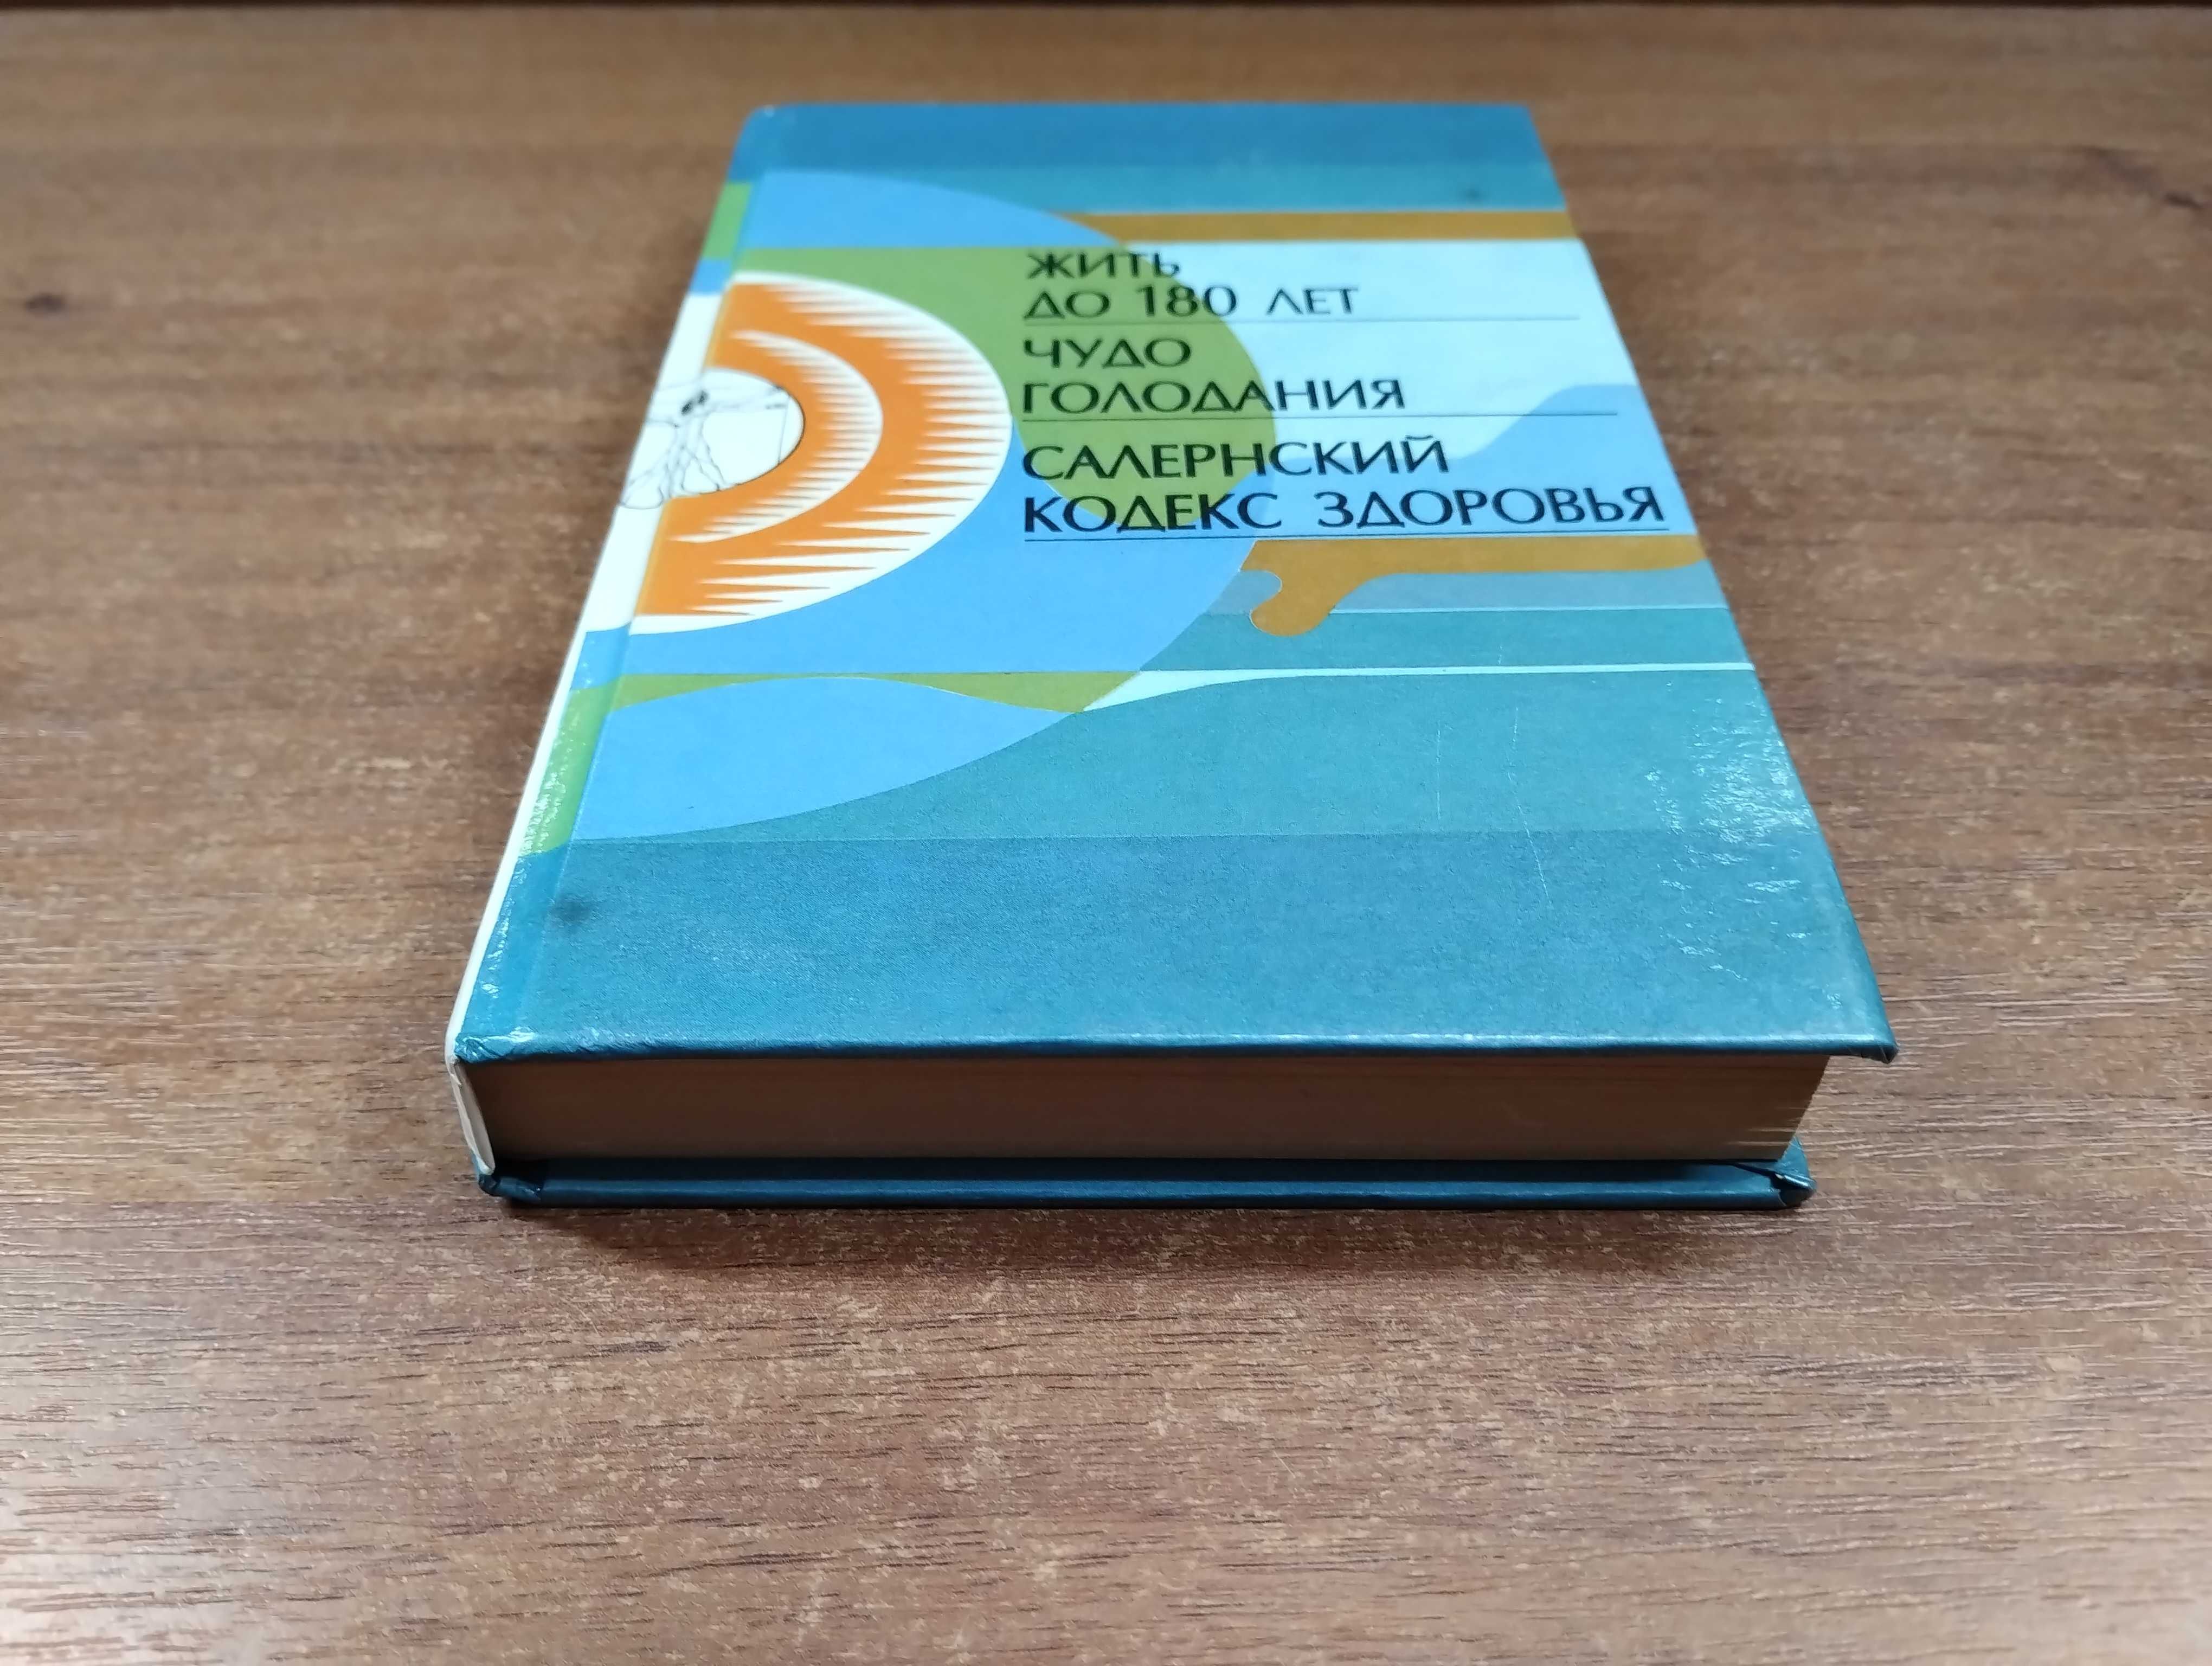 ЖИТЬ
ДО 180 ЛЕТ
ЧУДО
ГОЛОДАНИЯ
САЛЕРНСКИЙ
КОДЕКС ЗДОРОВЬЯ